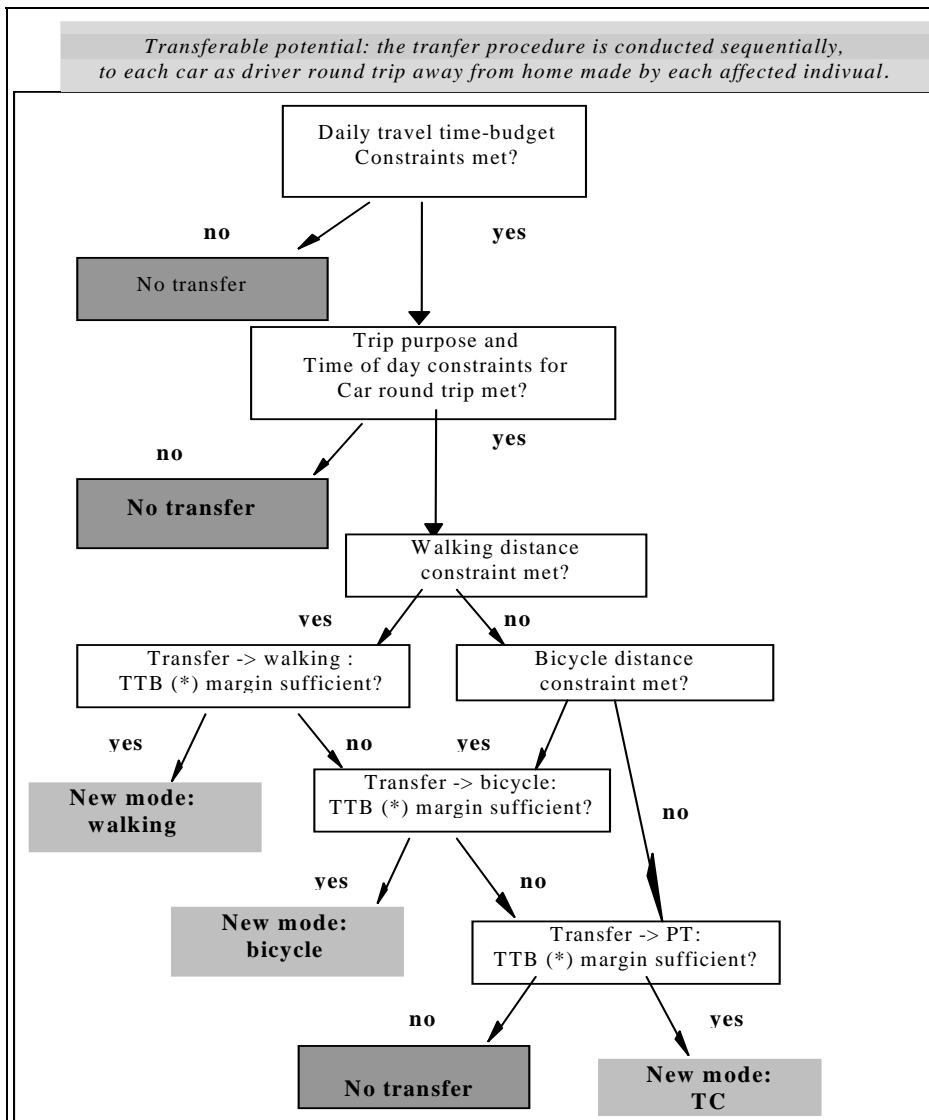 Transferable potential: the tranfer procedure is conducted sequentially,
to each car as driver round trip away from home made by each affected indivual.
Daily travel time-budget
Constraints met?
no
yes
No transfer
Trip purpose and
Time of day constraints for
Car round trip met?
no
yes
No transfer
Walking distance
constraint met?
yes
no
Transfer -> walking :
TTB (*) margin sufficient?
Bicycle distance
constraint met?
yes
no
yes
New mode:
walking
Transfer -> bicycle:
TTB (*) margin sufficient?
no
yes
no
New mode:
bicycle
Transfer -> PT:
TTB (*) margin sufficient?
no
yes
No transfer
New mode:
TC